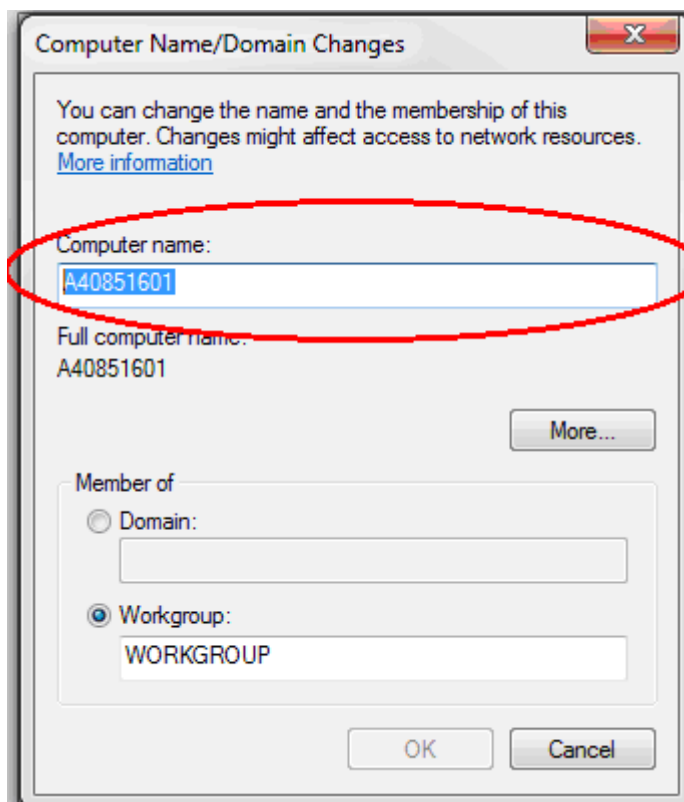 Computer Name/Domain Changes
You can change the name and the membership of this
computer. Changes might affect access to network resources.
More information
Computer name:
A40851601
Full computer name:
A40851601
More...
Member of
Domain:
Workgroup:
WORKGROUP
OK
Cancel